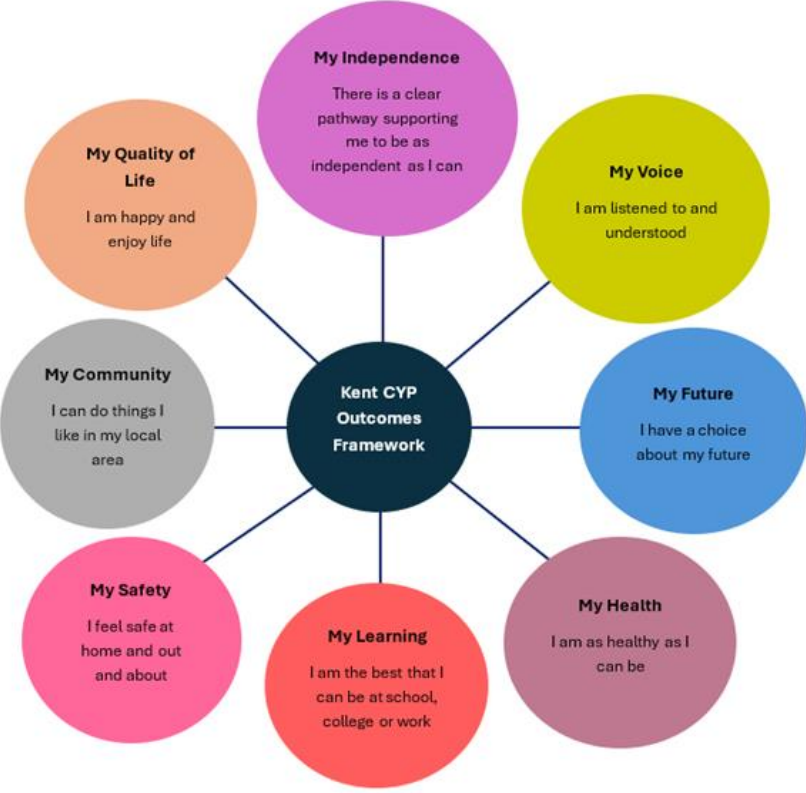 My Independence
There is a clear
pathway supporting
me to be as
independent as I can
My Quality of
Life
I am happy and
enjoy life
My Voice
I am listened to and
understood
My Community
I can do things I
like in my local
area
Kent CYP
Outcomes
Framework
My Future
I have a choice
about my future
My Safety
I feel safe at
home and out
and about
My Learning
I am the best that I
can be at school,
college or work
My Health
I am as healthy as I
can be